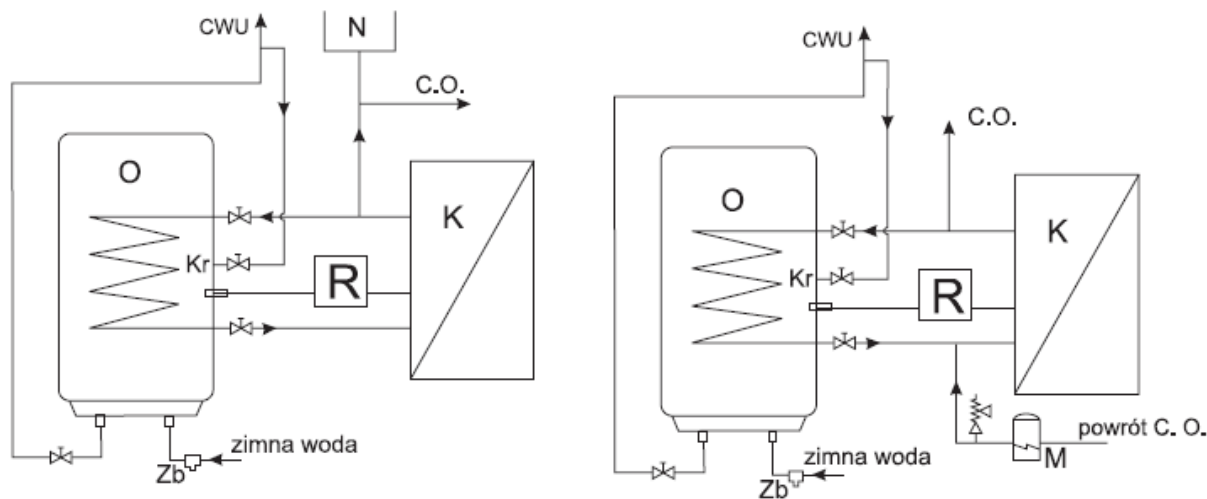 CWU
N
C.O.
O
K
Kr
R
zimna woda
Zb
CWU
C.O.
O
K
Kr
R
powrót C. O.
M
zimna woda
Zb